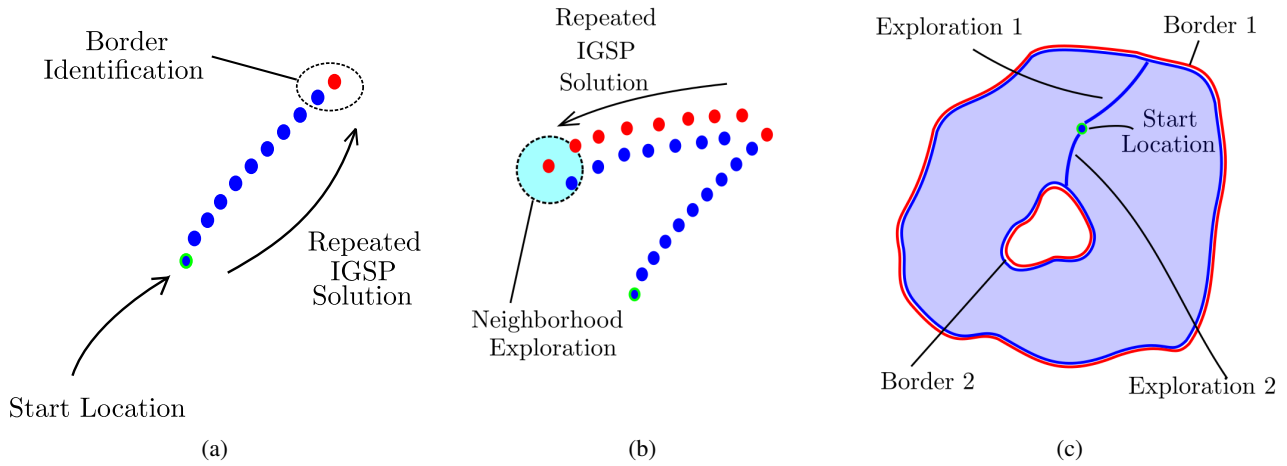 Border
Identification
Repeated
IGSP
Solution
Start Location
(a)
Repeated
IGSP
Solution
Neighborhood
Exploration
(b)
Exploration 1
Border 1
Start
Location
Border 2
Exploration 2
(c)